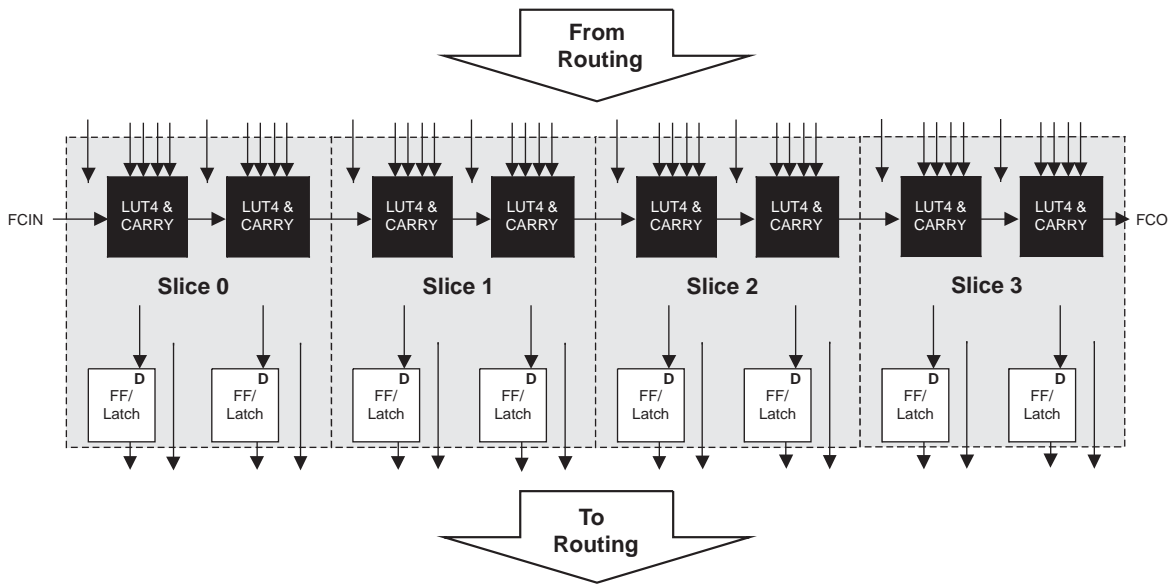 From
Routing
FCIN
LUT4 &
CARRY
LUT4 &
CARRY
LUT4 &
CARRY
LUT4 &
CARRY
LUT4 &
CARRY
LUT4 &
CARRY
LUT4 &
CARRY
LUT4 &
CARRY
FCO
Slice 0
Slice 1
Slice 2
Slice 3
D
FF/
Latch
D
FF/
Latch
D
FF/
Latch
D
FF/
Latch
D
FF/
Latch
D
FF/
Latch
D
FF/
Latch
D
FF/
Latch
To
Routing